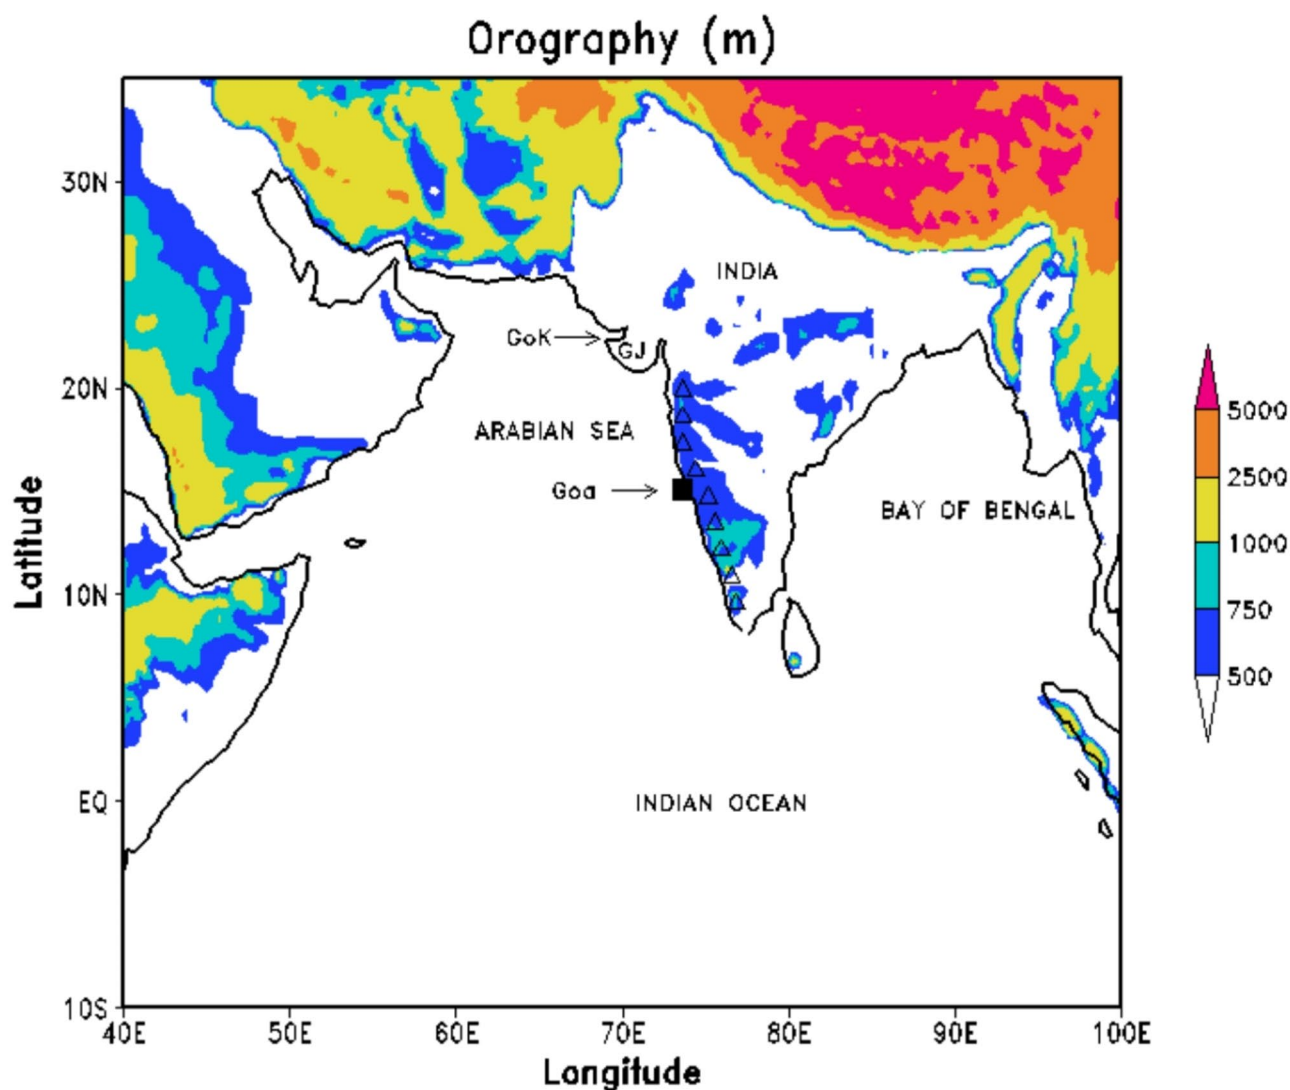 Orography (m)
30N
INDIA
GoK
GJ
20N
ARABIAN SEA
5000
2500
Goa
BAY OF BENGAL
1000
Latitude
10N
750
500
EQ
INDIAN OCEAN
10S
40E 50E 60E 70E 80E 90E 100E
Longitude